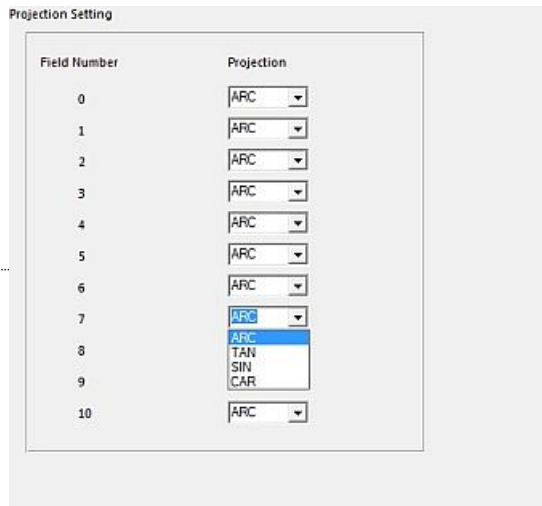 Projection Setting
Field Number Projection
0 ARC
1 ARC
2 ARC
3 ARC
4 ARC
5 ARC
6 ARC
7 ARC
ARC
8 TAN
SIN
9 CAR
10 ARC
...